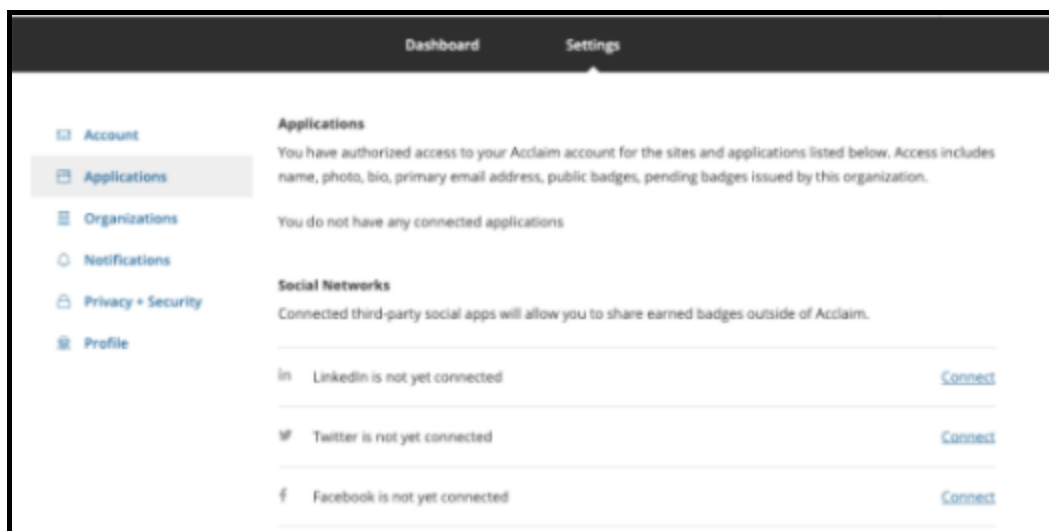 Dashboard Settings
Account
Applications
Organizations
Notifications
Privacy + Security
Profile
Applications
You have authorized access to your Acclaim account for the sites and applications listed below. Access includes
name, photo, bio, primary email address, public badges, pending badges issued by this organization.
You do not have any connected applications
Social Networks
Connected third-party social apps will allow you to share earned badges outside of Acclaim.
in LinkedIn is not yet connected Connect
Twitter is not yet connected Connect
f Facebook is not yet connected Connect